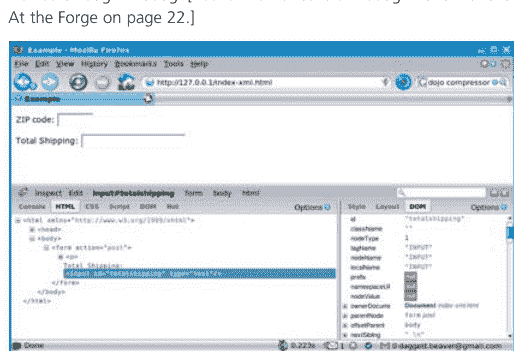 At the Forge on page 22.]
Example - Mozilla Firefox
File Edit View History Bookmarks Tools Help
http://127.0.0.1/index-xml.html
dojo compressor
Example
ZIP code:
Total Shipping:
Inspect Edit input#totalshipping form body html
Console HTML CSS Script DOM Net Options
Style Layout DOM Options
<html xmlns="http://www.w3.org/1999/xhtml">
<head>
<body>
<form action="post">
<p>
Total Shipping:
<input id="totalshipping" type="text"/>
</form>
</body>
</html>
id "totalshipping"
className ""
nodeType 1
tagName "INPUT"
nodeName "INPUT"
localName "INPUT"
prefix null
namespaceURI null
nodeValue null
ownerDocument Document
parentNode form post
offsetParent body
nextSibling
Done 0.223s 1 0 daggett.beaver@gmail.com